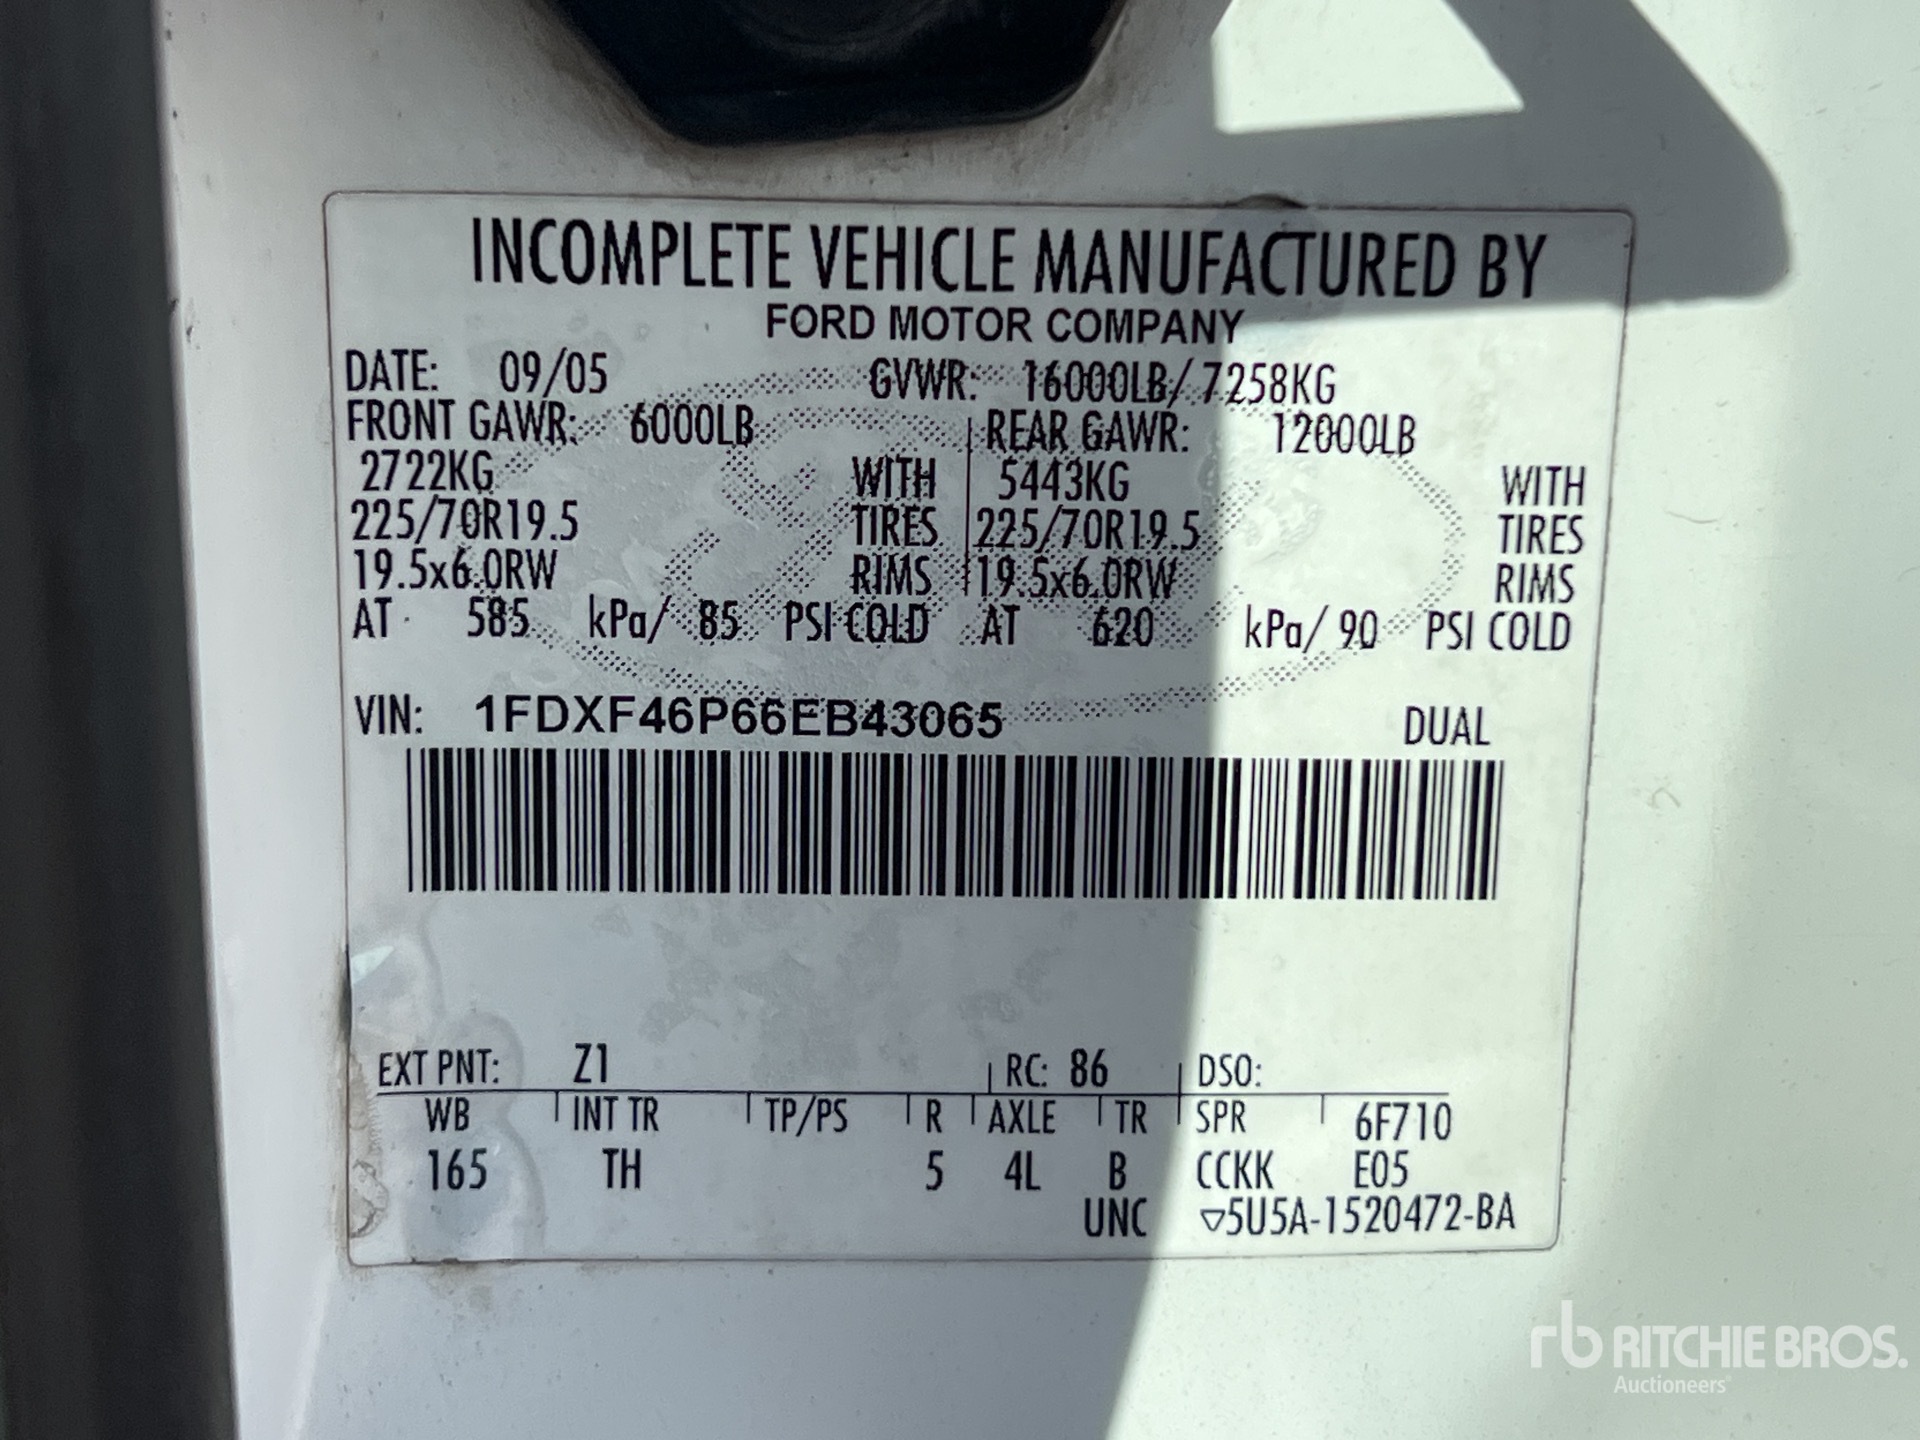 INCOMPLETE VEHICLE MANUFACTURED BY
FORD MOTOR COMPANY
DATE: 09/05 GVWR: 16000LB/ 7258KG
FRONT GAWR: 6000LB REAR GAWR: 12000LB
2722KG WITH 5443KG WITH
225/70R19.5 TIRES 225/70R19.5 TIRES
19.5x6.0RW RIMS 19.5x6.0RW RIMS
AT 585 kPa/ 85 PSI COLD AT 620 kPa/ 90 PSI COLD
VIN: 1FDXF46P66EB43065 DUAL
EXT PNT: Z1 RC: 86 DSO:
WB INT TR TP/PS R AXLE TR SPR 6F710
165 TH 5 4L B CCKK E05
UNC ▽5U5A-1520472-BA
rb RITCHIE BROS.
Auctioneers